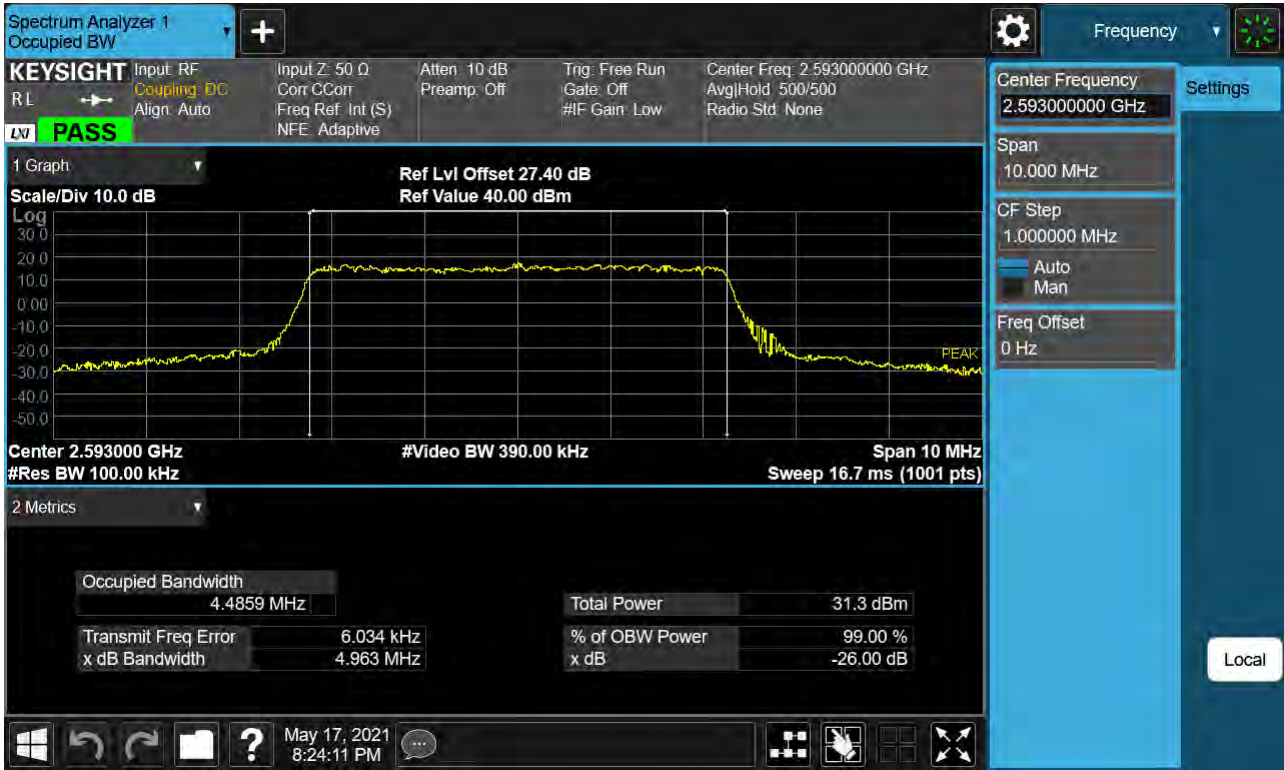 Spectrum Analyzer 1
Occupied BW
Frequency
KEYSIGHT
RL
LXI
PASS
Input: RF
Coupling: DC
Align: Auto
Input Z: 50 Ω
Corr CCorr
Freq Ref: Int (S)
NFE: Adaptive
Atten: 10 dB
Preamp: Off
Trig: Free Run
Gate: Off
#IF Gain: Low
Center Freq: 2.593000000 GHz
Avg|Hold: 500/500
Radio Std: None
1 Graph
Scale/Div 10.0 dB
Ref Lvl Offset 27.40 dB
Ref Value 40.00 dBm
Log
30.0
20.0
10.0
0.00
-10.0
-20.0
-30.0
-40.0
-50.0
PEAK
Center 2.593000 GHz
#Video BW 390.00 kHz
Span 10 MHz
#Res BW 100.00 kHz
Sweep 16.7 ms (1001 pts)
2 Metrics
Occupied Bandwidth
4.4859 MHz
Transmit Freq Error 6.034 kHz
x dB Bandwidth 4.963 MHz
Total Power 31.3 dBm
% of OBW Power 99.00 %
x dB -26.00 dB
May 17, 2021
8:24:11 PM
Center Frequency
2.593000000 GHz
Settings
Span
10.000 MHz
CF Step
1.000000 MHz
Auto
Man
Freq Offset
0 Hz
Local